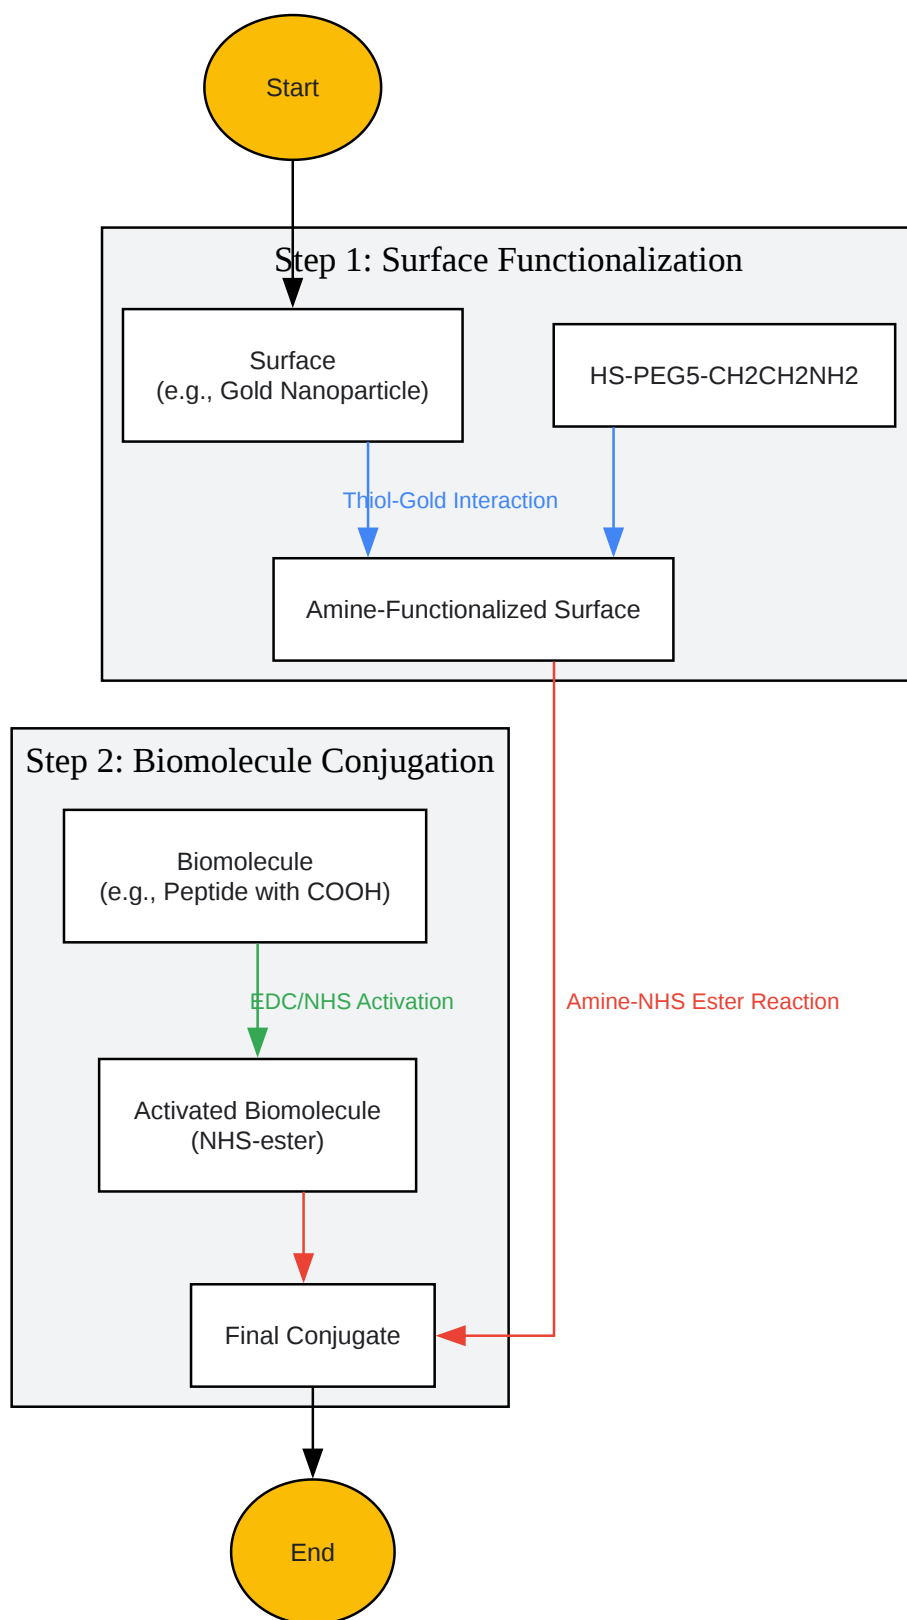 Start
Step 1: Surface Functionalization
Surface
(e.g., Gold Nanoparticle)
HS-PEG5-CH2CH2NH2
Thiol-Gold Interaction
Amine-Functionalized Surface
Step 2: Biomolecule Conjugation
Biomolecule
(e.g., Peptide with COOH)
EDC/NHS Activation
Amine-NHS Ester Reaction
Activated Biomolecule
(NHS-ester)
Final Conjugate
End